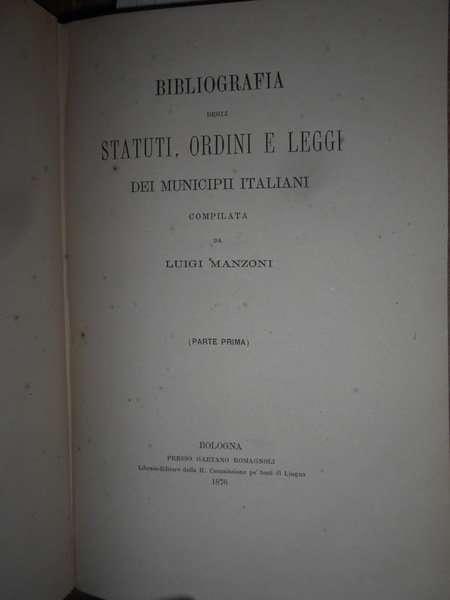 BIBLIOGRAFIA
DEGLI
STATUTI, ORDINI E LEGGI
DEI MUNICIPII ITALIANI
COMPILATA
DA
LUIGI MANZONI
(PARTE PRIMA)
BOLOGNA
PRESSO GAETANO ROMAGNOLI
Libraio-Editore della R. Commissione pe' testi di Lingua
1876